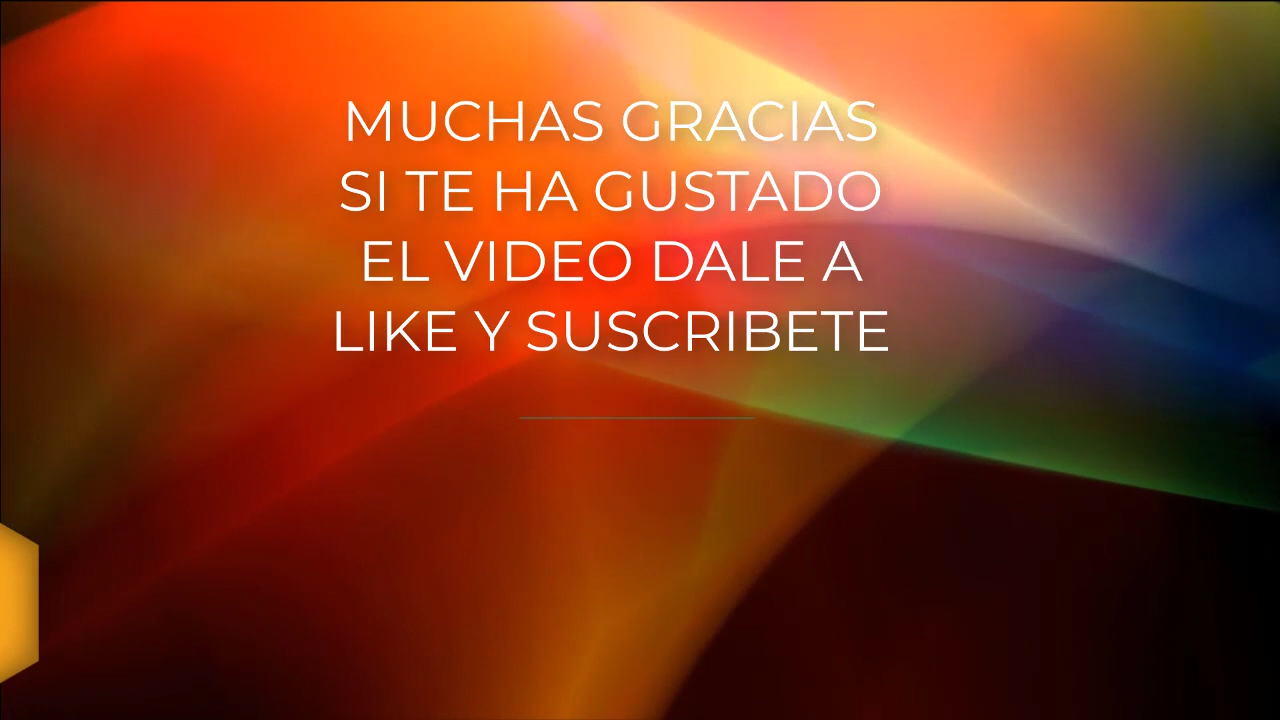 MUCHAS GRACIAS
SI TE HA GUSTADO
EL VIDEO DALE A
LIKE Y SUSCRIBETE